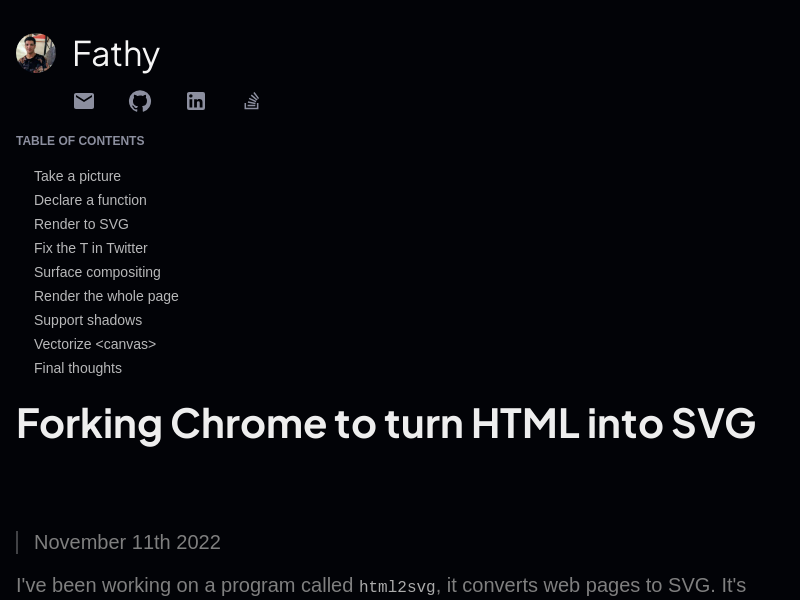 Fathy
TABLE OF CONTENTS
Take a picture
Declare a function
Render to SVG
Fix the T in Twitter
Surface compositing
Render the whole page
Support shadows
Vectorize <canvas>
Final thoughts
Forking Chrome to turn HTML into SVG
November 11th 2022
I've been working on a program called html2svg, it converts web pages to SVG. It's